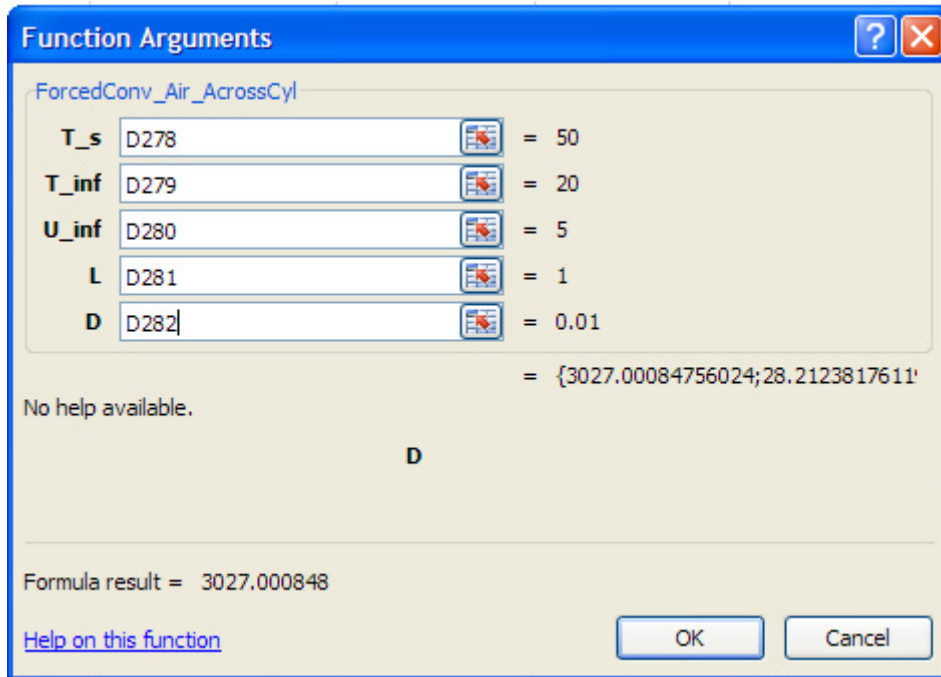 Function Arguments
ForcedConv_Air_AcrossCyl
T_s D278 = 50
T_inf D279 = 20
U_inf D280 = 5
L D281 = 1
D D282 = 0.01
= {3027.00084756024;28.212381761
No help available.
D
Formula result = 3027.000848
Help on this function OK Cancel